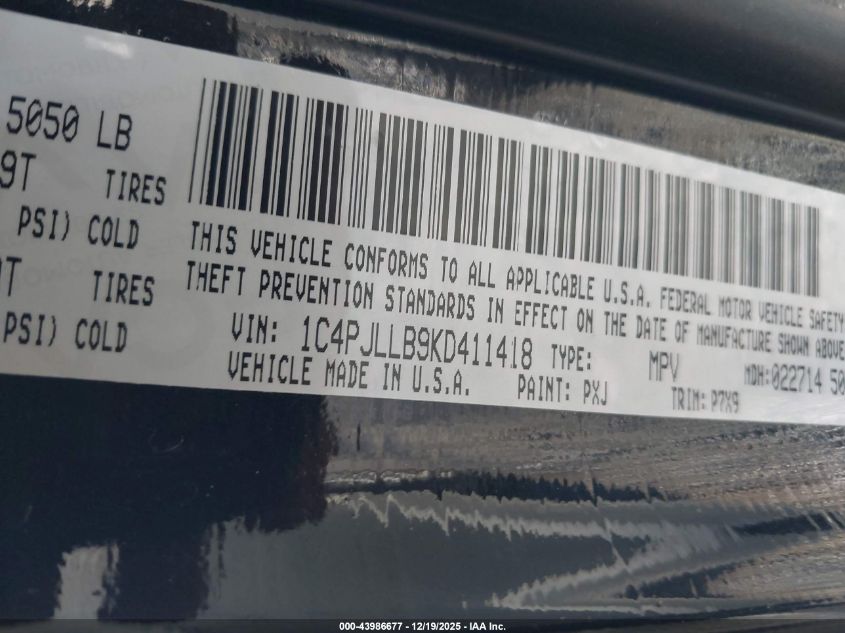 5050 LB
9T TIRES
PSI) COLD
TIRES
PSI) COLD
THIS VEHICLE CONFORMS TO ALL APPLICABLE U.S.A. FEDERAL MOTOR VEHICLE SAFETY
THEFT PREVENTION STANDARDS IN EFFECT ON THE DATE OF MANUFACTURE SHOWN ABOVE
VIN: 1C4PJLLB9KD411418 TYPE: MPV MDH:022714 50
VEHICLE MADE IN U.S.A. PAINT: PXJ TRIM: P7X9
000-43986677 - 12/19/2025 - IAA Inc.